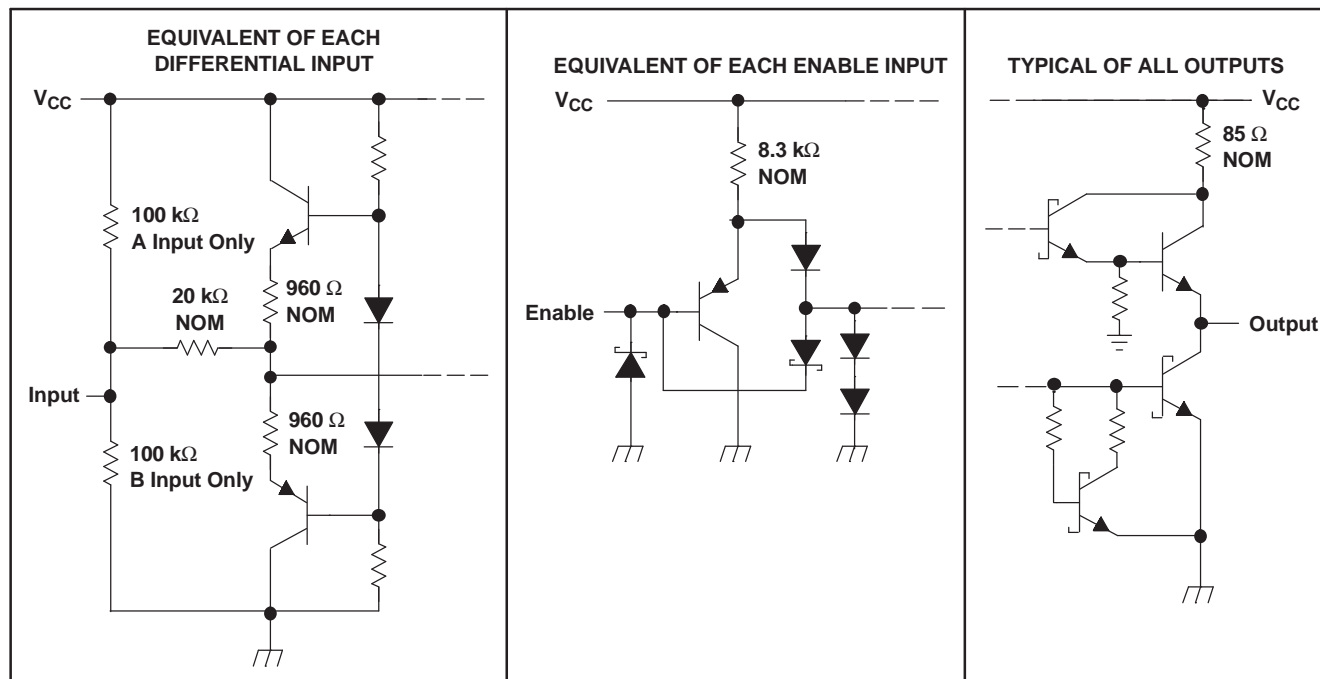 EQUIVALENT OF EACH
DIFFERENTIAL INPUT
VCC
100 kΩ
A Input Only
20 kΩ
NOM
960 Ω
NOM
Input
960 Ω
NOM
100 kΩ
B Input Only
EQUIVALENT OF EACH ENABLE INPUT
VCC
8.3 kΩ
NOM
Enable
TYPICAL OF ALL OUTPUTS
VCC
85 Ω
NOM
Output